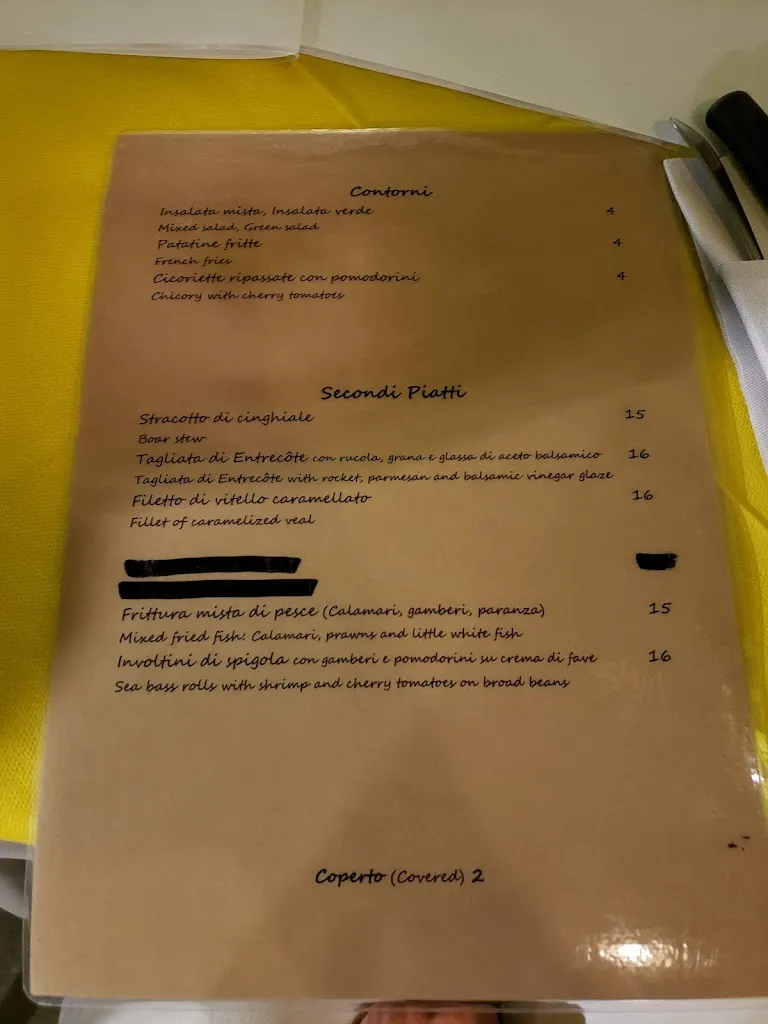 Contorni
Insalata mista, Insalata verde 4
Mixed salad, Green salad
Patatine fritte 4
French fries
Cicoriette ripassate con pomodorini 4
Chicory with cherry tomatoes
Secondi Piatti
Stracotto di cinghiale 15
Boar stew
Tagliata di Entrecôte con rucola, grana e glassa di aceto balsamico 16
Tagliata di Entrecôte with rocket, parmesan and balsamic vinegar glaze
Filetto di vitello caramellato 16
Fillet of caramelized veal
Frittura mista di pesce (Calamari, gamberi, paranza) 15
Mixed fried fish: Calamari, prawns and little white fish
Involtini di spigola con gamberi e pomodorini su crema di fave 16
Sea bass rolls with shrimp and cherry tomatoes on broad beans
Coperto (Covered) 2